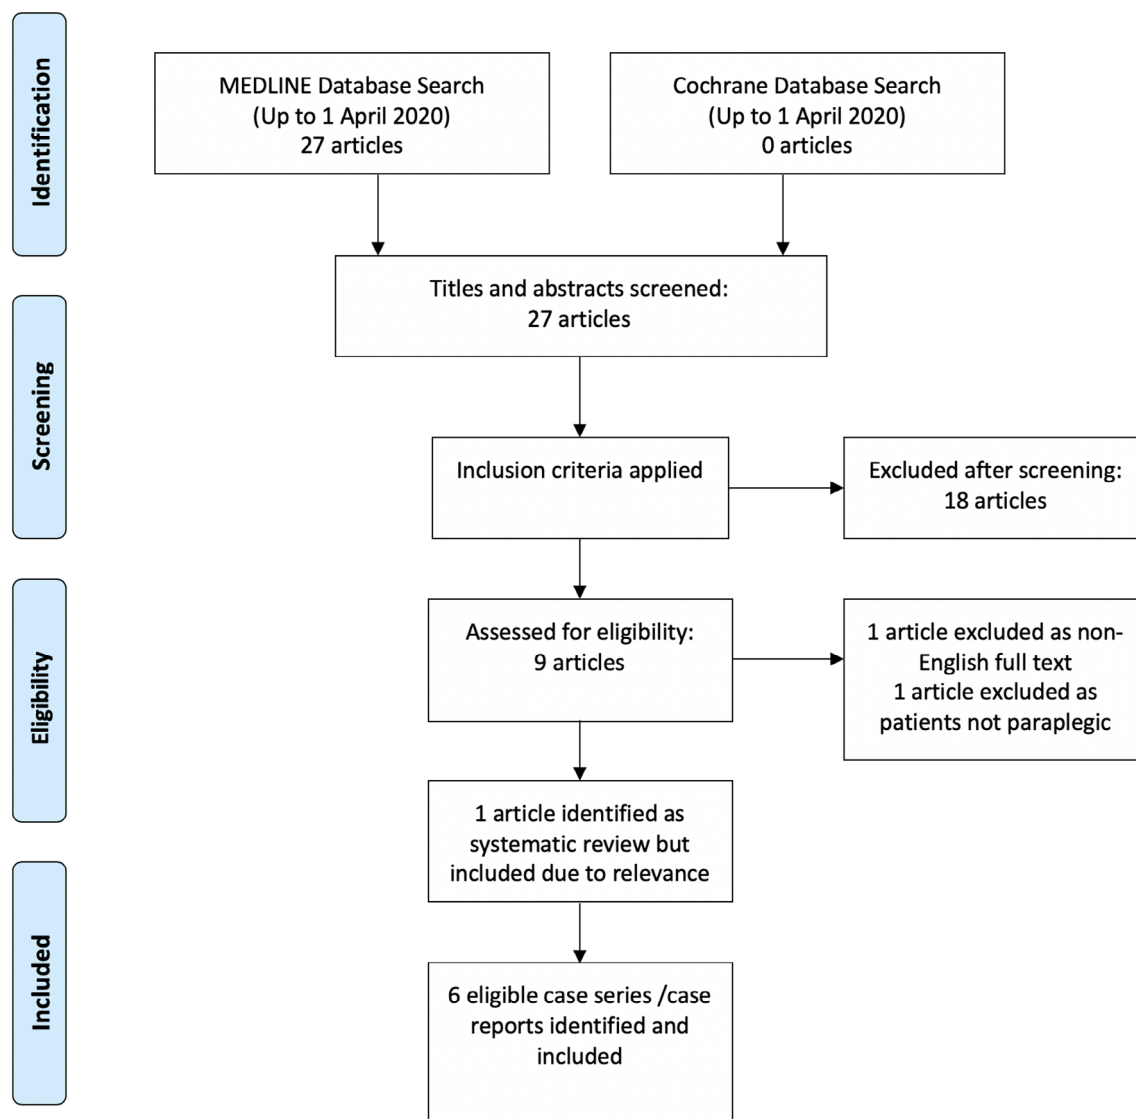 Identification
MEDLINE Database Search
(Up to 1 April 2020)
27 articles
Cochrane Database Search
(Up to 1 April 2020)
0 articles
Titles and abstracts screened:
27 articles
Screening
Inclusion criteria applied
Excluded after screening:
18 articles
Eligibility
Assessed for eligibility:
9 articles
1 article excluded as non-
English full text
1 article excluded as
patients not paraplegic
1 article identified as
systematic review but
included due to relevance
Included
6 eligible case series /case
reports identified and
included